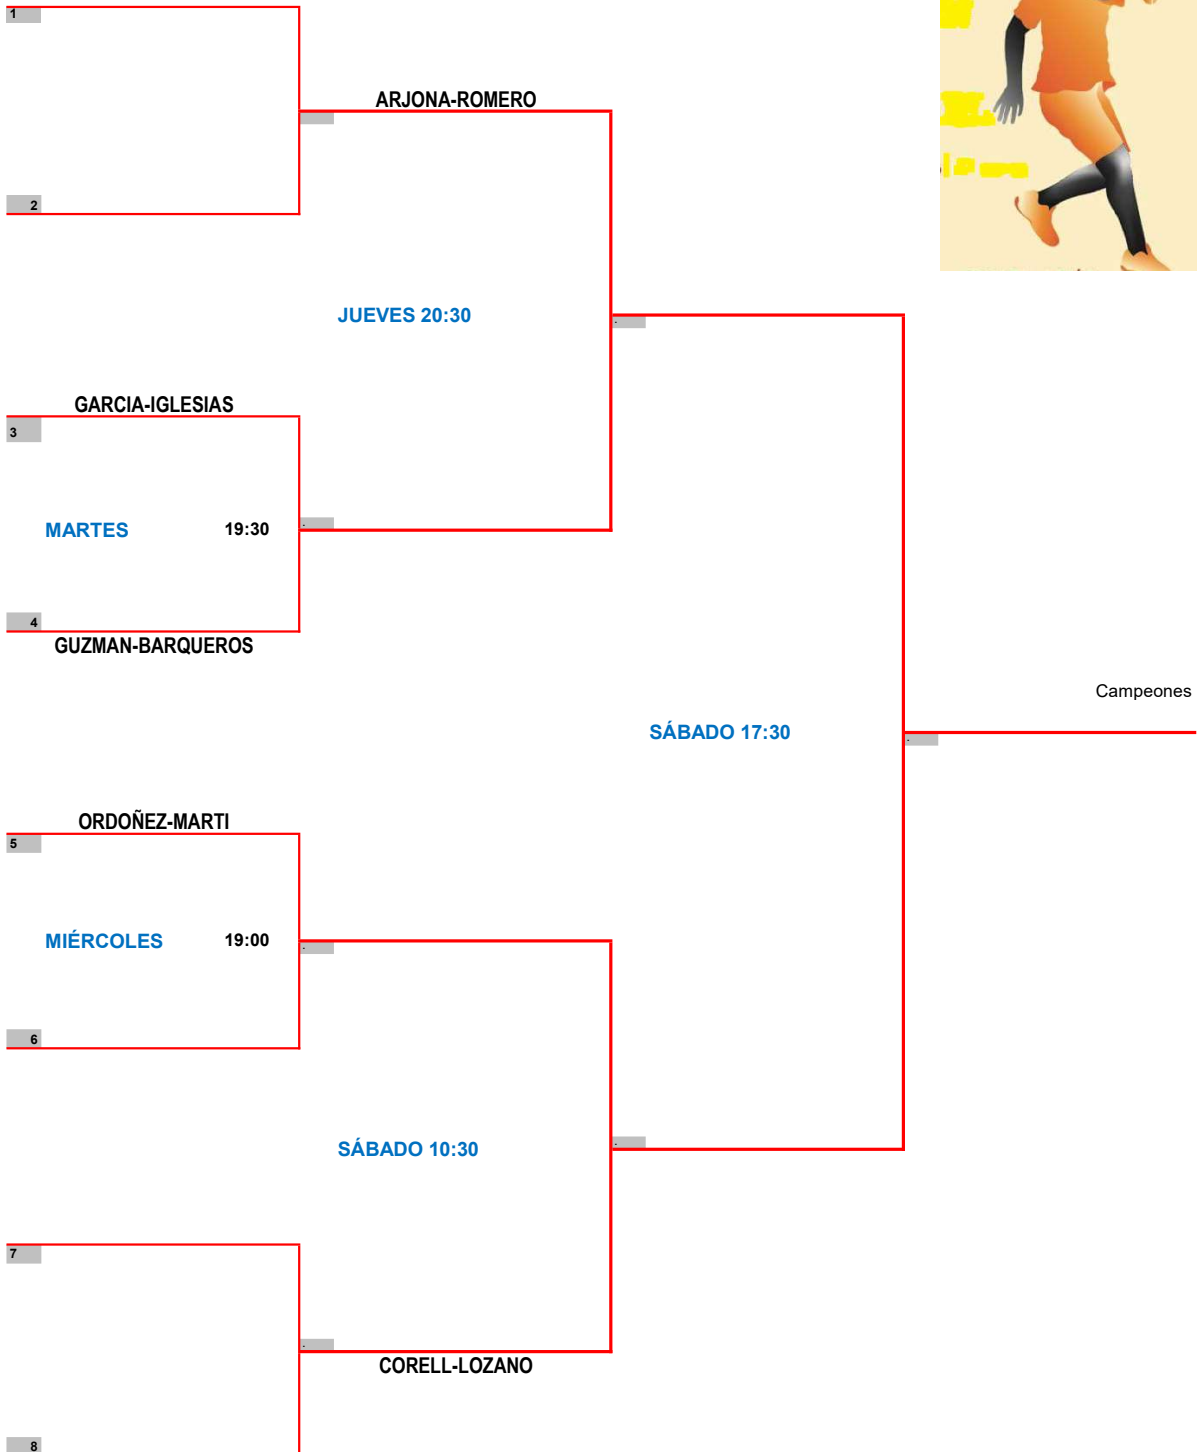 1
ARJONA-ROMERO
2
JUEVES 20:30
GARCIA-IGLESIAS
3
MARTES 19:30
4
GUZMAN-BARQUEROS
Campeones
SÁBADO 17:30
ORDOÑEZ-MARTI
5
MIÉRCOLES 19:00
6
SÁBADO 10:30
7
CORELL-LOZANO
8